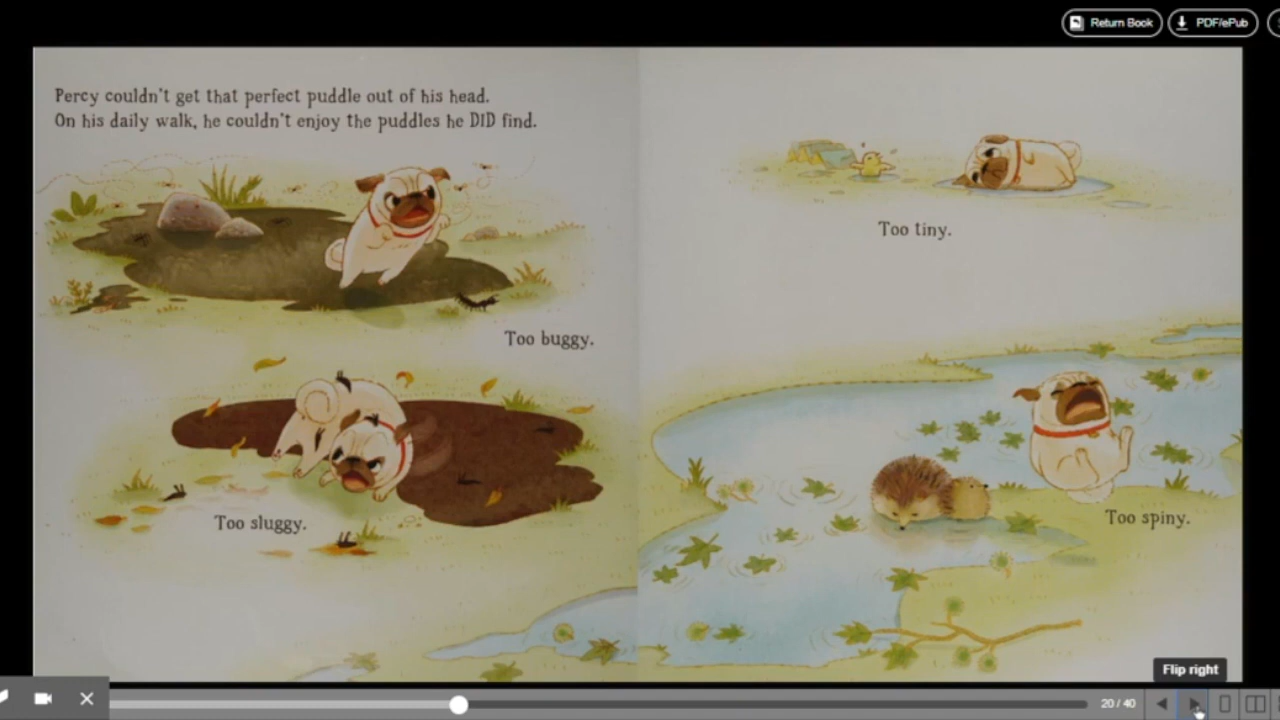 Return Book
PDF/ePub
Percy couldn't get that perfect puddle out of his head.
On his daily walk, he couldn't enjoy the puddles he DID find.
Too buggy.
Too sluggy.
Too tiny.
Too spiny.
Flip right
20 / 40